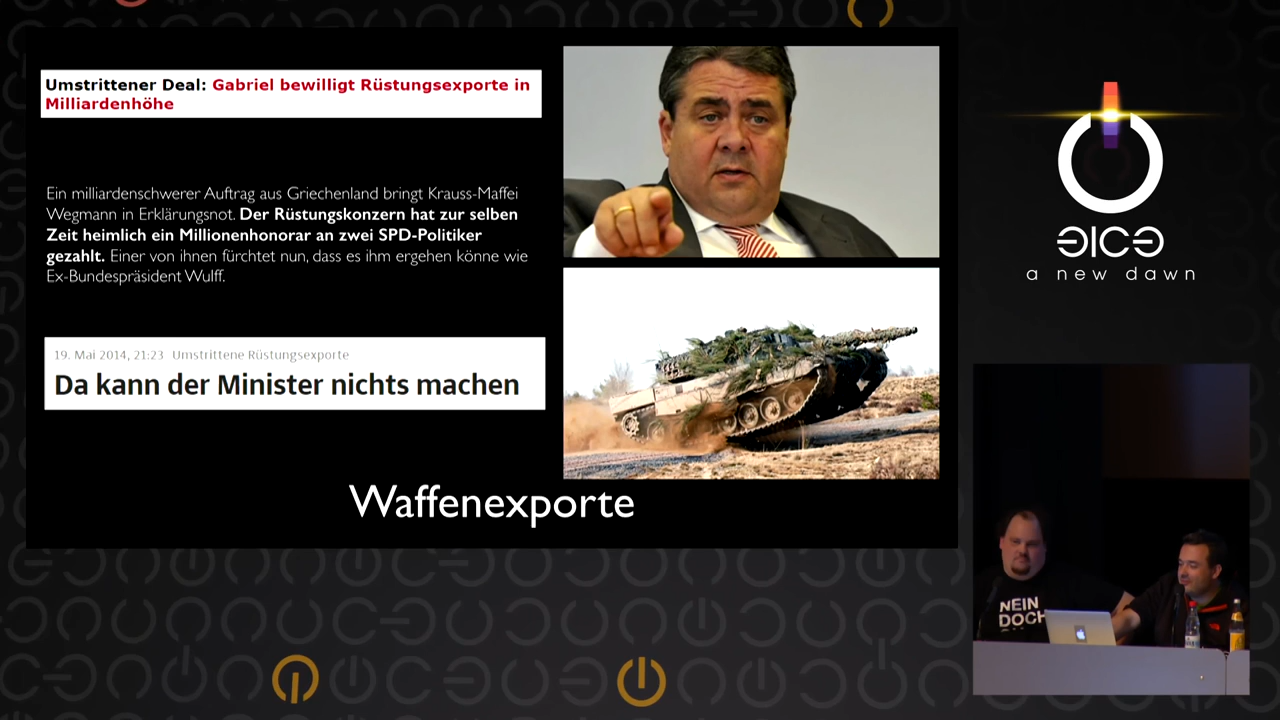 Umstrittener Deal: Gabriel bewilligt Rüstungsexporte in
Milliardenhöhe
Ein milliardenschwerer Auftrag aus Griechenland bringt Krauss-Maffei
Wegmann in Erklärungsnot. Der Rüstungskonzern hat zur selben
Zeit heimlich ein Millionenhonorar an zwei SPD-Politiker
gezahlt. Einer von ihnen fürchtet nun, dass es ihm ergehen könne wie
Ex-Bundespräsident Wulff.
19. Mai 2014, 21:23 Umstrittene Rüstungsexporte
Da kann der Minister nichts machen
Waffenexporte
a new dawn
NEIN
DOCH